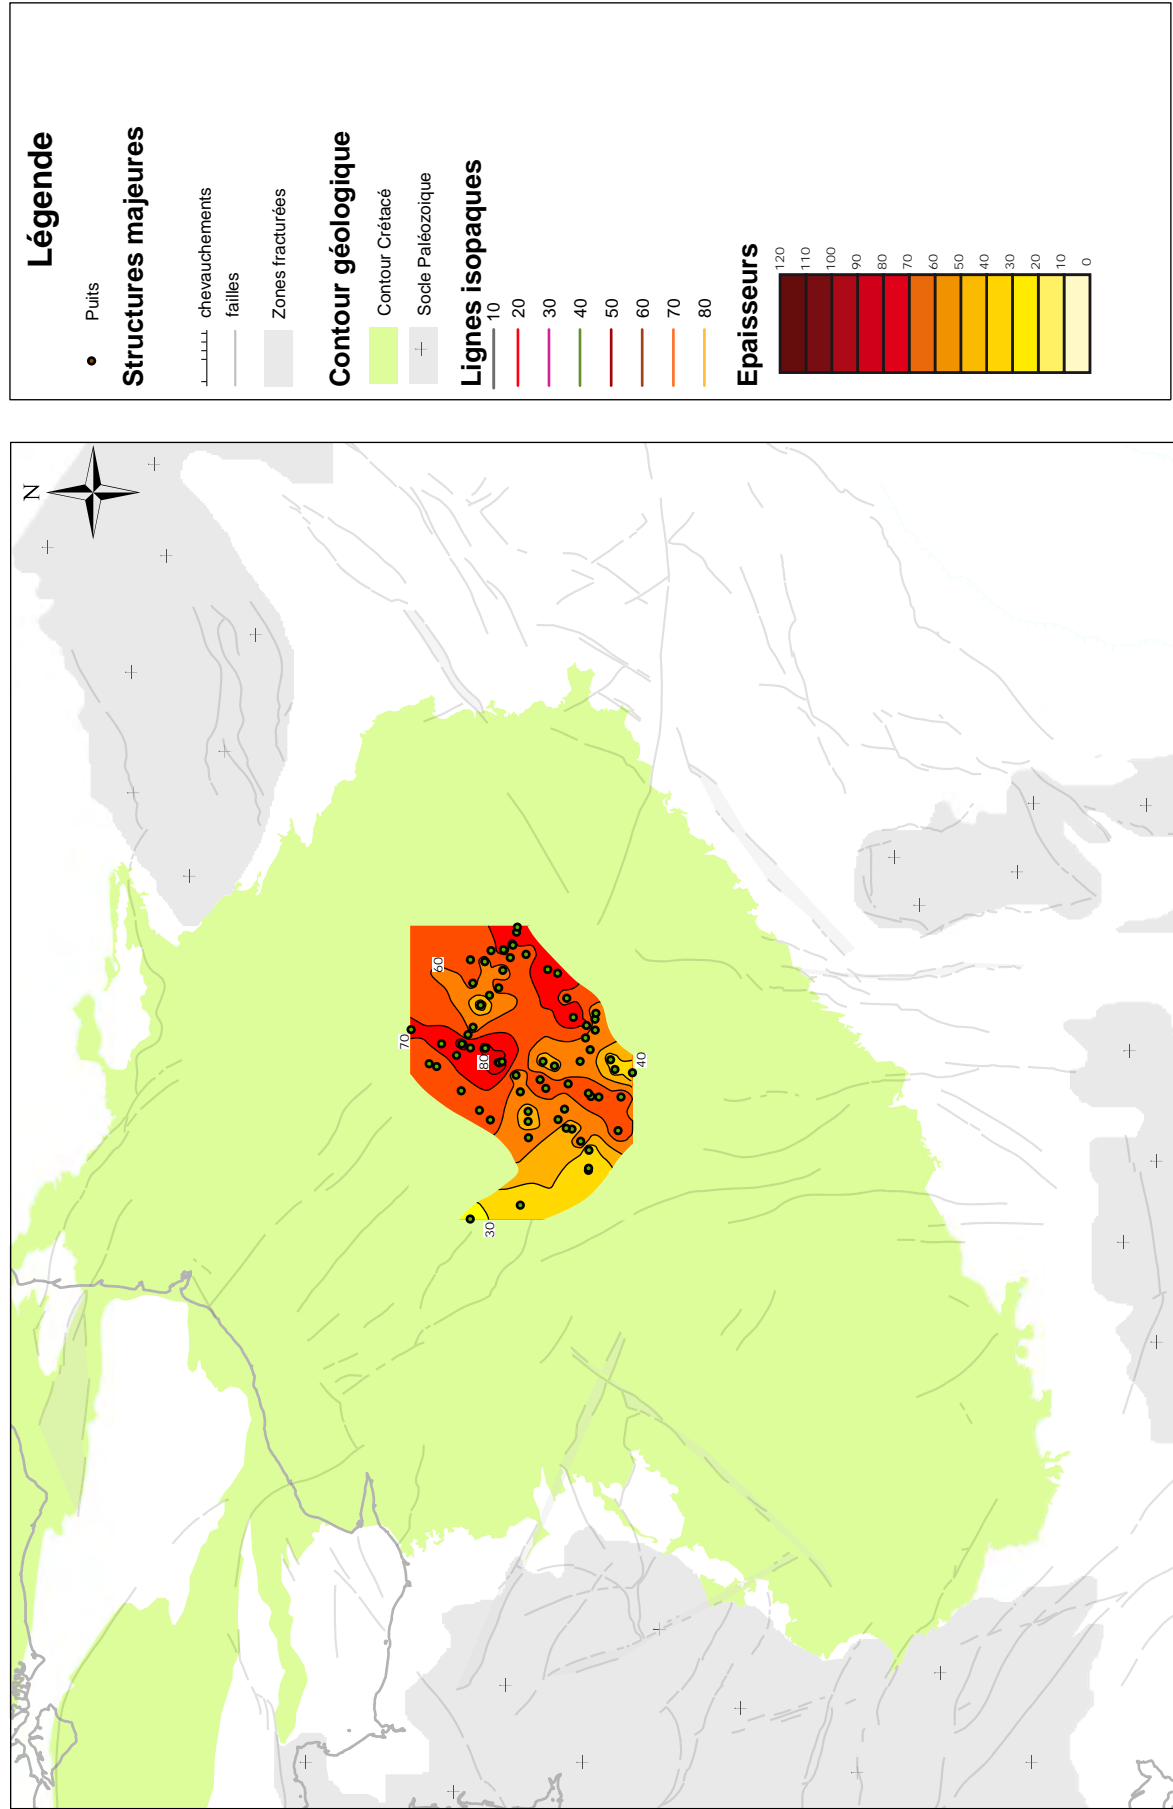 Légende
Puits
Structures majeures
chevauchements
failles
Zones fracturées
Contour géologique
Contour Crétacé
Socle Paléozoique
Lignes isopaques
10
20
30
40
50
60
70
80
Epaisseurs
120
110
100
90
80
70
60
50
40
30
20
10
0
N
60
70
80
40
30